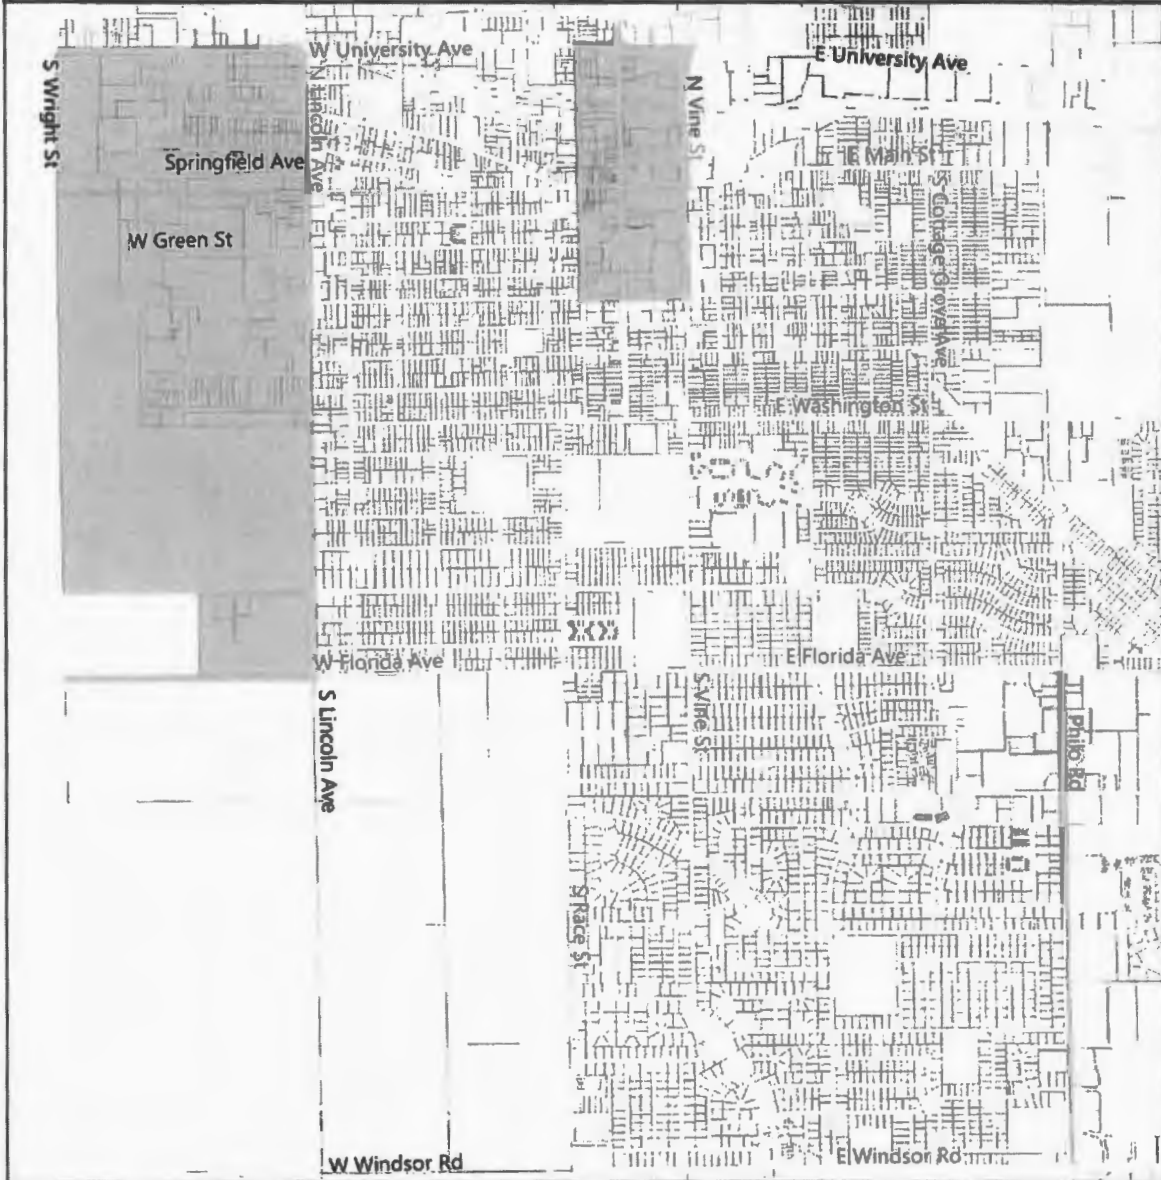 W University Ave
E University Ave
S Wright St
N Lincoln Ave
N Vine St
Springfield Ave
E Main St
S Cottage Grove Ave
W Green St
E Washington St
W Florida Ave
E Florida Ave
S Lincoln Ave
S Vine St
Philo Rd
S Race St
W Windsor Rd
E Windsor Rd